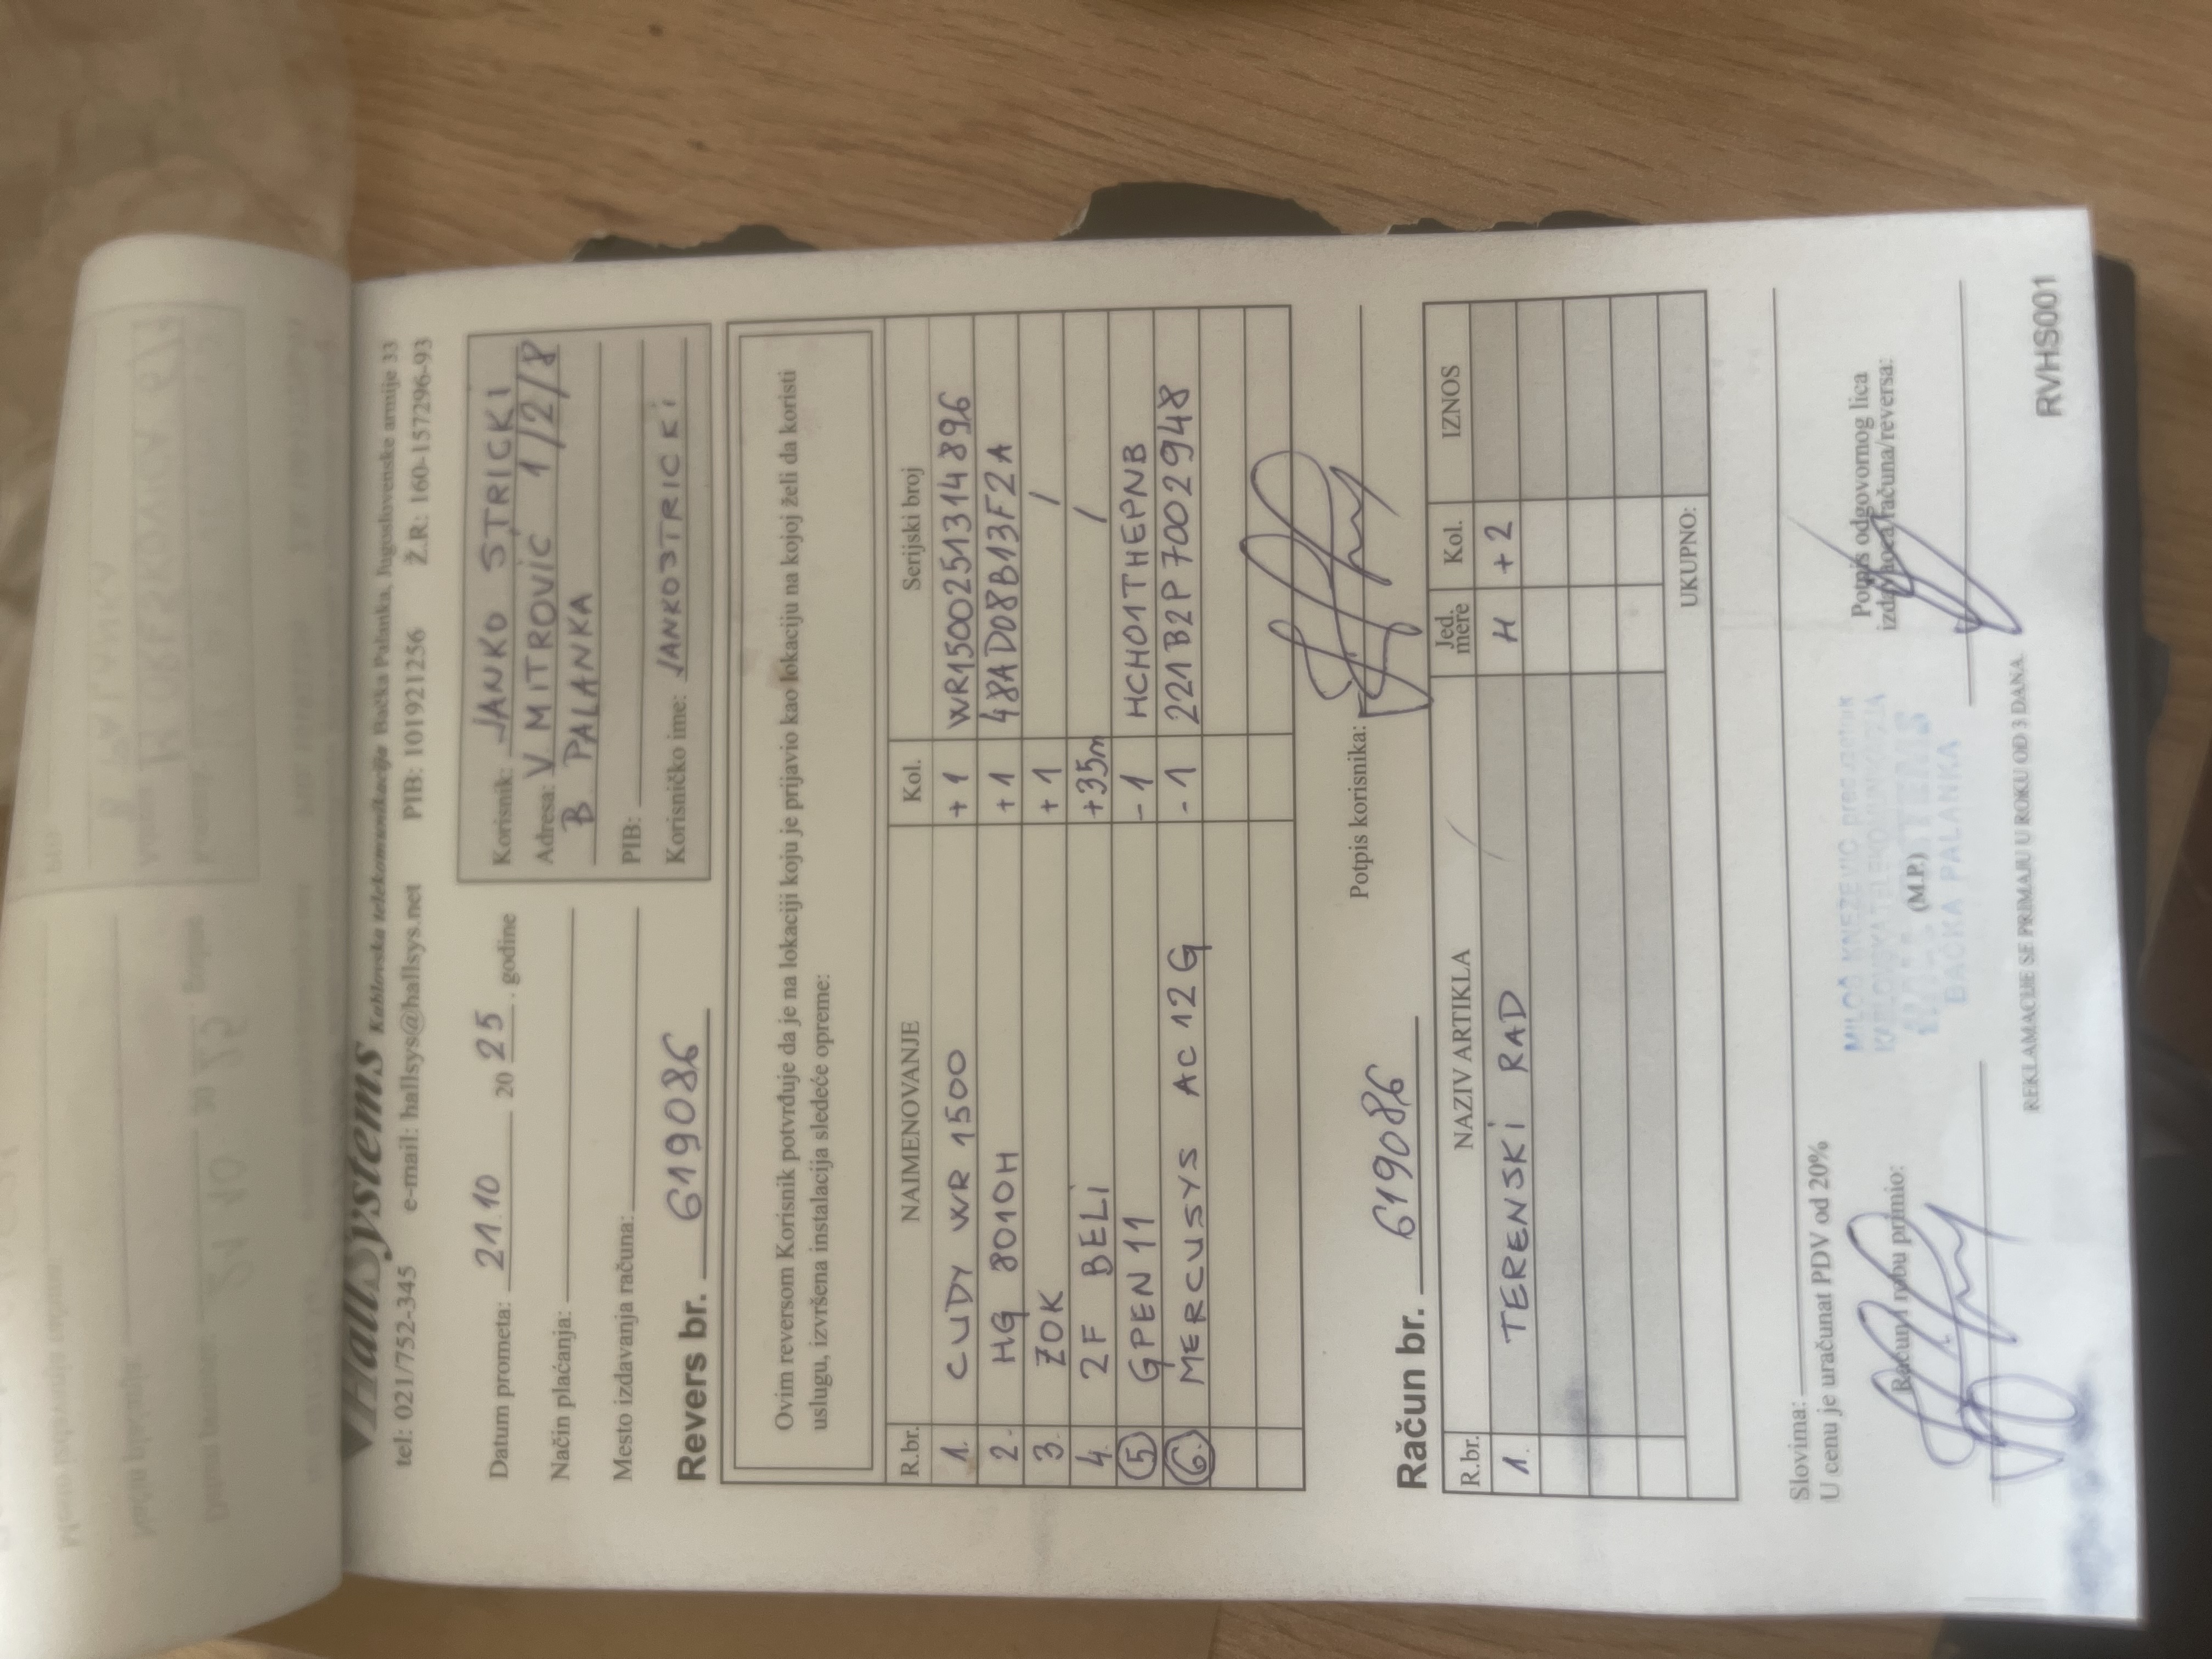 HallSystems Kablovska telekomunikacija Bačka Palanka, Jugoslovenske armije 33
tel: 021/752-345 e-mail: hallsys@hallsys.net PIB: 101921256 Ž.R: 160-157296-93
Datum prometa: 21.10 20 25. godine
Način plaćanja:
Mesto izdavanja računa:
Korisnik: JANKO STRICKI
Adresa: V. MITROVIĆ 1/2/8
B PALANKA
PIB:
Korisničko ime: JANKOSTRICKI
Revers br. 619086
Ovim reversom Korisnik potvrđuje da je na lokaciji koju je prijavio kao lokaciju na kojoj želi da koristi
uslugu, izvršena instalacija sledeće opreme:
R.br. NAIMENOVANJE Kol. Serijski broj
1. CUDY WR 1500 +1 WR1500251314896
2. HG 8010H +1 48AD08B13F2A
3. ZOK +1 /
4. 2F BELI +35m /
5 GPEN11 -1 HCH01THEPNB
6. MERCUSYS AC12G -1 221B2P7002948
Potpis korisnika:
Račun br. 619086
R.br. NAZIV ARTIKLA Jed. mere Kol. IZNOS
1. TERENSKI RAD H +2
UKUPNO:
Slovima:
U cenu je uračunat PDV od 20%
Račun i robu primio:
MILOŠ KNEZEVIC
(M.P.)
BAČKA PALANKA
Potpis odgovornog lica
izdavaoca računa/reversa:
REKLAMACIJE SE PRIMAJU U ROKU OD 3 DANA.
RVHS001